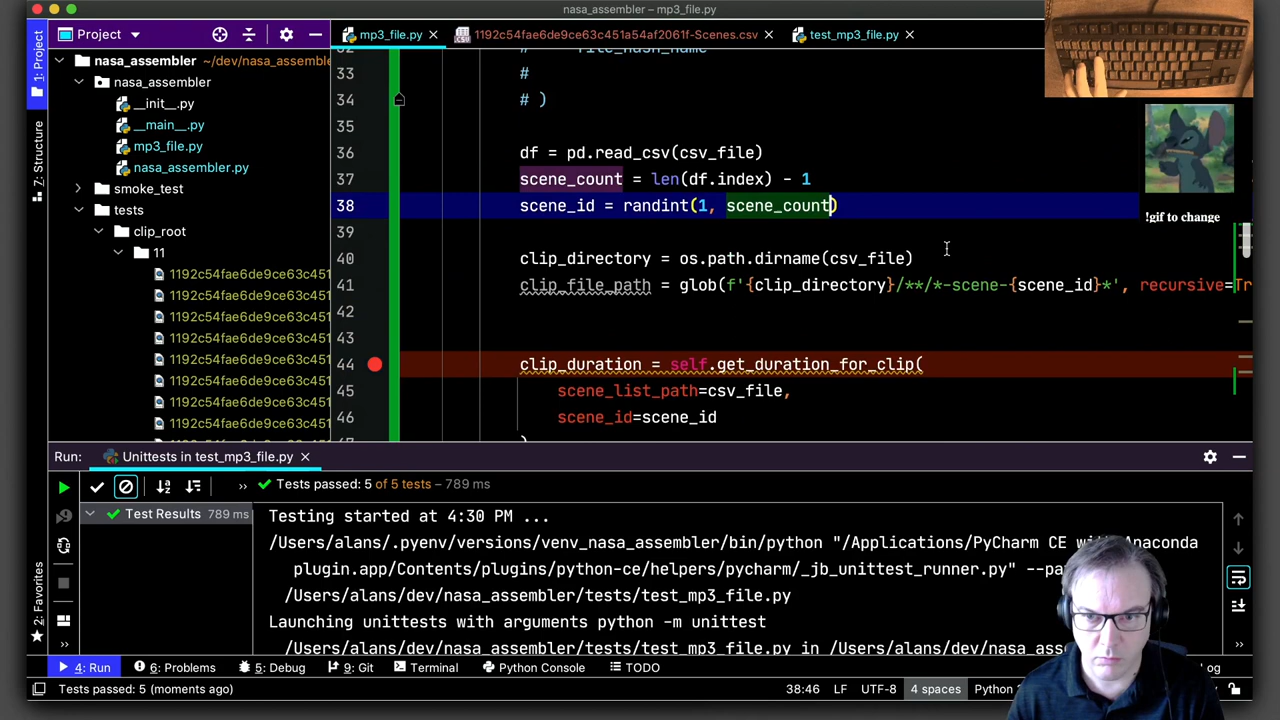 nasa_assembler – mp3_file.py
Project
mp3_file.py
1192c54fae6de9ce63c451a54af2061f-Scenes.csv
test_mp3_file.py
1: Project
7: Structure
2: Favorites
nasa_assembler ~/dev/nasa_assemble
nasa_assembler
__init__.py
__main__.py
mp3_file.py
nasa_assembler.py
smoke_test
tests
clip_root
11
1192c54fae6de9ce63c451
1192c54fae6de9ce63c451
1192c54fae6de9ce63c451
1192c54fae6de9ce63c451
1192c54fae6de9ce63c451
1192c54fae6de9ce63c451
1192c54fae6de9ce63c451
1192c54fae6de9ce63c451
file_hash_name
33 #
34 # )
35
36 df = pd.read_csv(csv_file)
37 scene_count = len(df.index) - 1
38 scene_id = randint(1, scene_count)
39
40 clip_directory = os.path.dirname(csv_file)
41 clip_file_path = glob(f'{clip_directory}/**/*-scene-{scene_id}*', recursive=Tr
42
43
44 clip_duration = self.get_duration_for_clip(
45 scene_list_path=csv_file,
46 scene_id=scene_id
!gif to change
Run: Unittests in test_mp3_file.py
Tests passed: 5 of 5 tests – 789 ms
Test Results 789 ms
Testing started at 4:30 PM ...
/Users/alans/.pyenv/versions/venv_nasa_assembler/bin/python "/Applications/PyCharm CE with Anaconda
plugin.app/Contents/plugins/python-ce/helpers/pycharm/_jb_unittest_runner.py" --pa
/Users/alans/dev/nasa_assembler/tests/test_mp3_file.py
Launching unittests with arguments python -m unittest
/Users/alans/dev/nasa_assembler/tests/test_mp3_file.py in /Users/alans/dev/nasa_assembler
4: Run 6: Problems 5: Debug 9: Git Terminal Python Console TODO
Tests passed: 5 (moments ago)
38:46 LF UTF-8 4 spaces Python